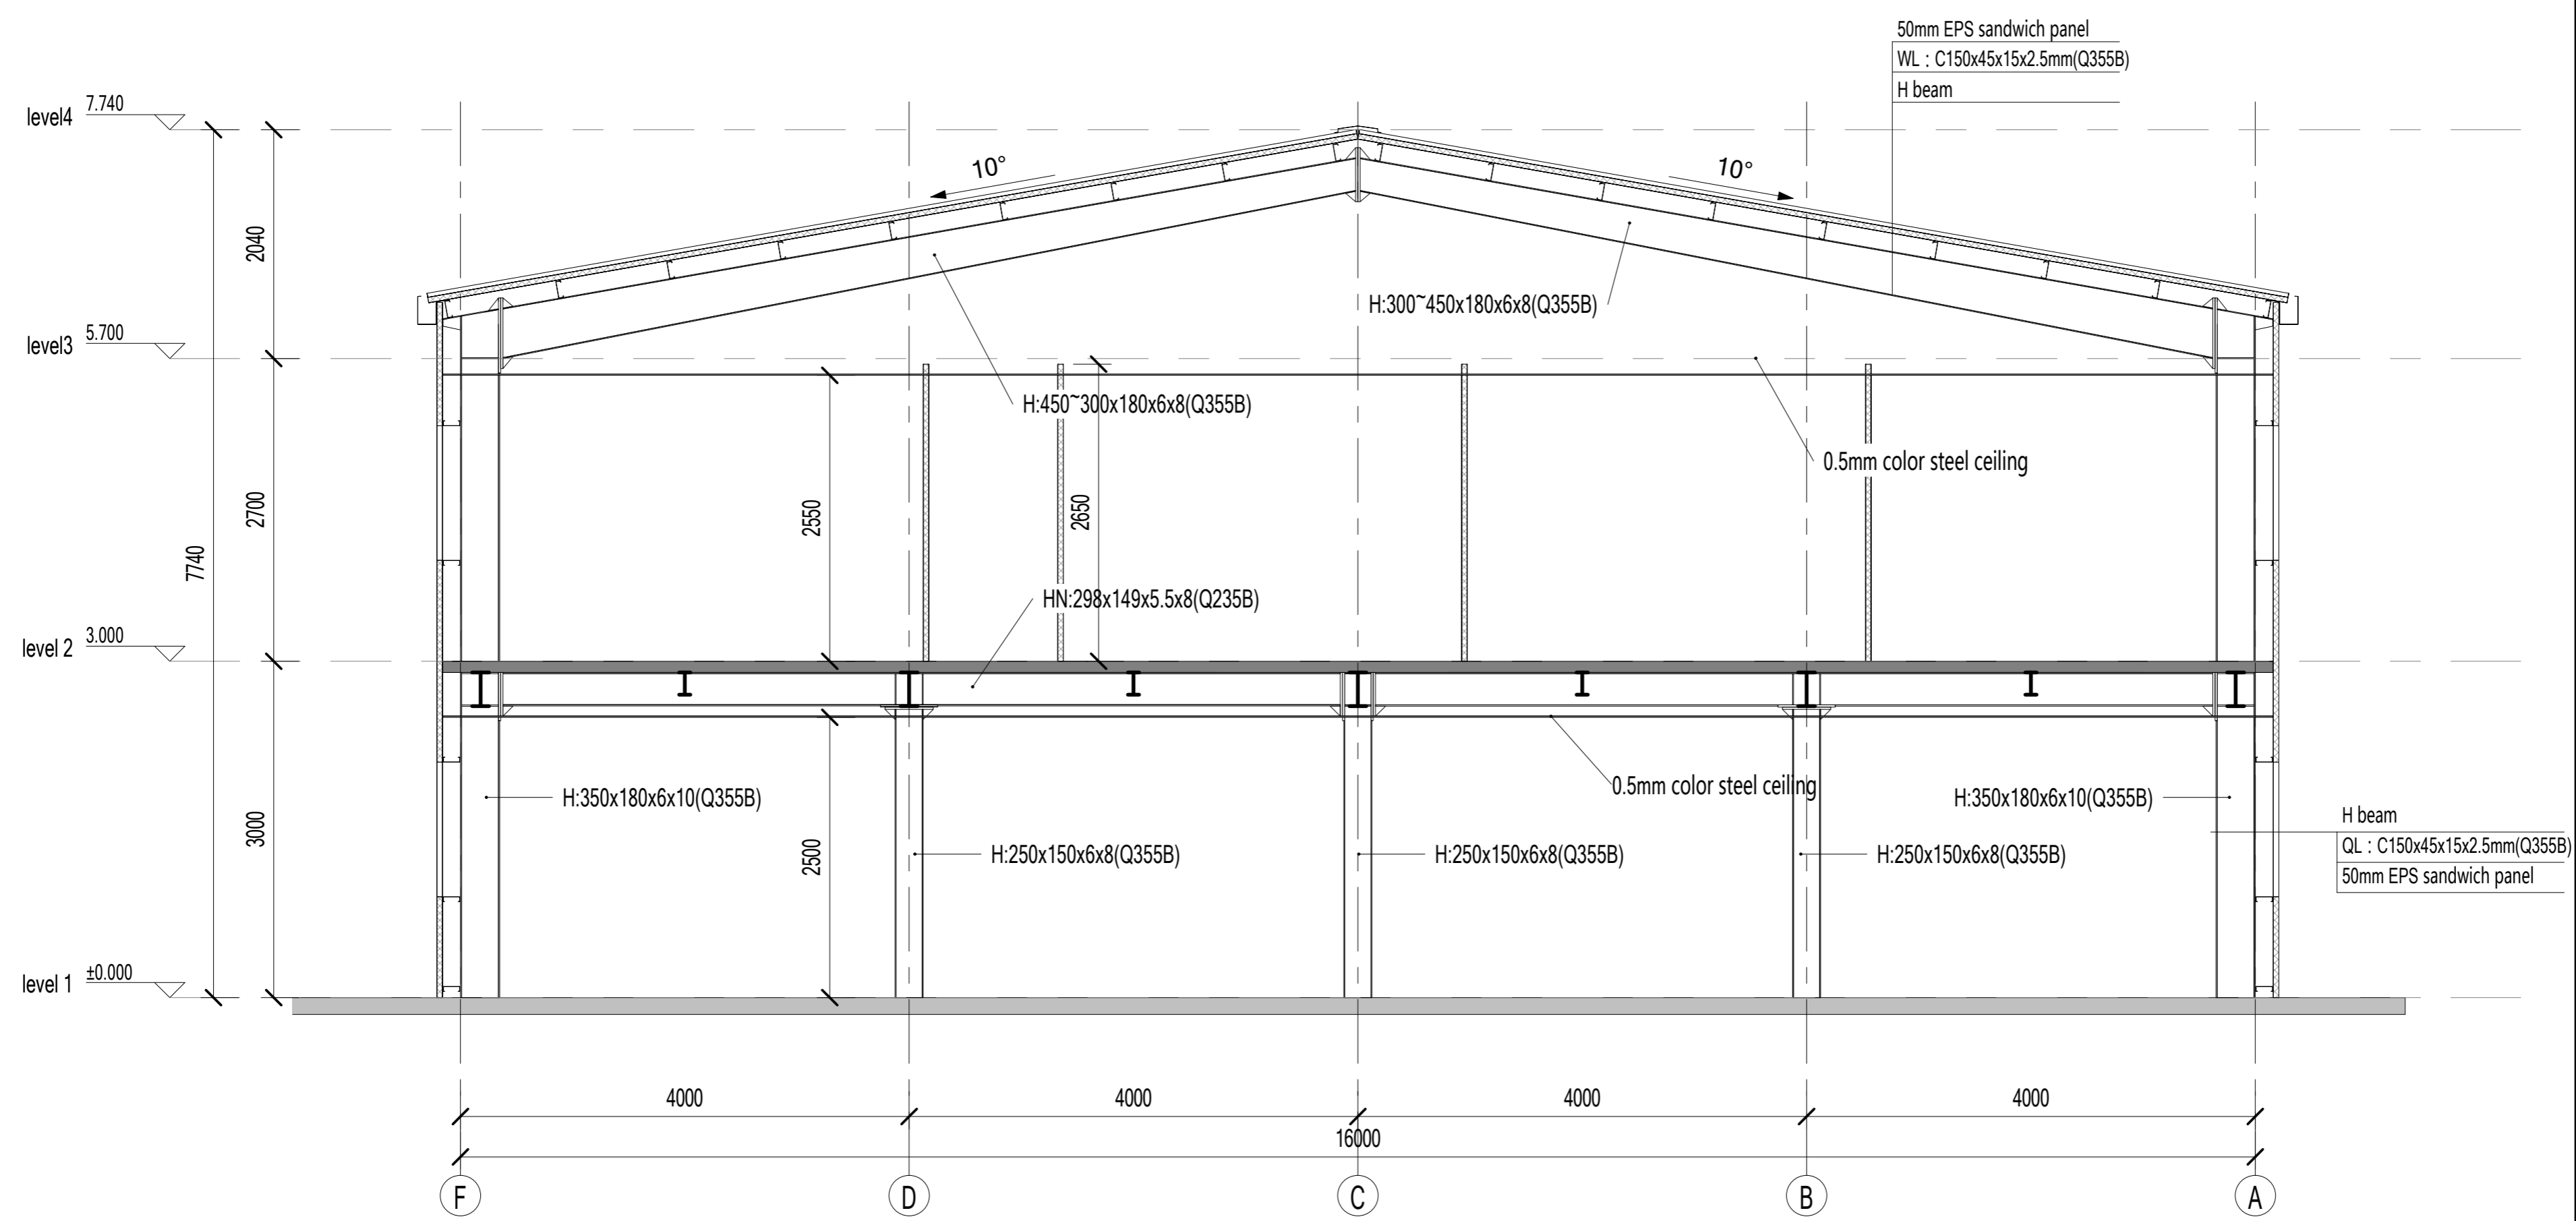 50mm EPS sandwich panel
WL : C150x45x15x2.5mm(Q355B)
H beam
level4 7.740
10°
10°
2040
H:300~450x180x6x8(Q355B)
level3 5.700
H:450~300x180x6x8(Q355B)
0.5mm color steel ceiling
2700
2550
2650
7740
HN:298x149x5.5x8(Q235B)
level 2 3.000
0.5mm color steel ceiling
H:350x180x6x10(Q355B)
H:350x180x6x10(Q355B)
3000
2500
H:250x150x6x8(Q355B)
H:250x150x6x8(Q355B)
H:250x150x6x8(Q355B)
H beam
QL : C150x45x15x2.5mm(Q355B)
50mm EPS sandwich panel
level 1 ±0.000
4000 4000 4000 4000
16000
F D C B A